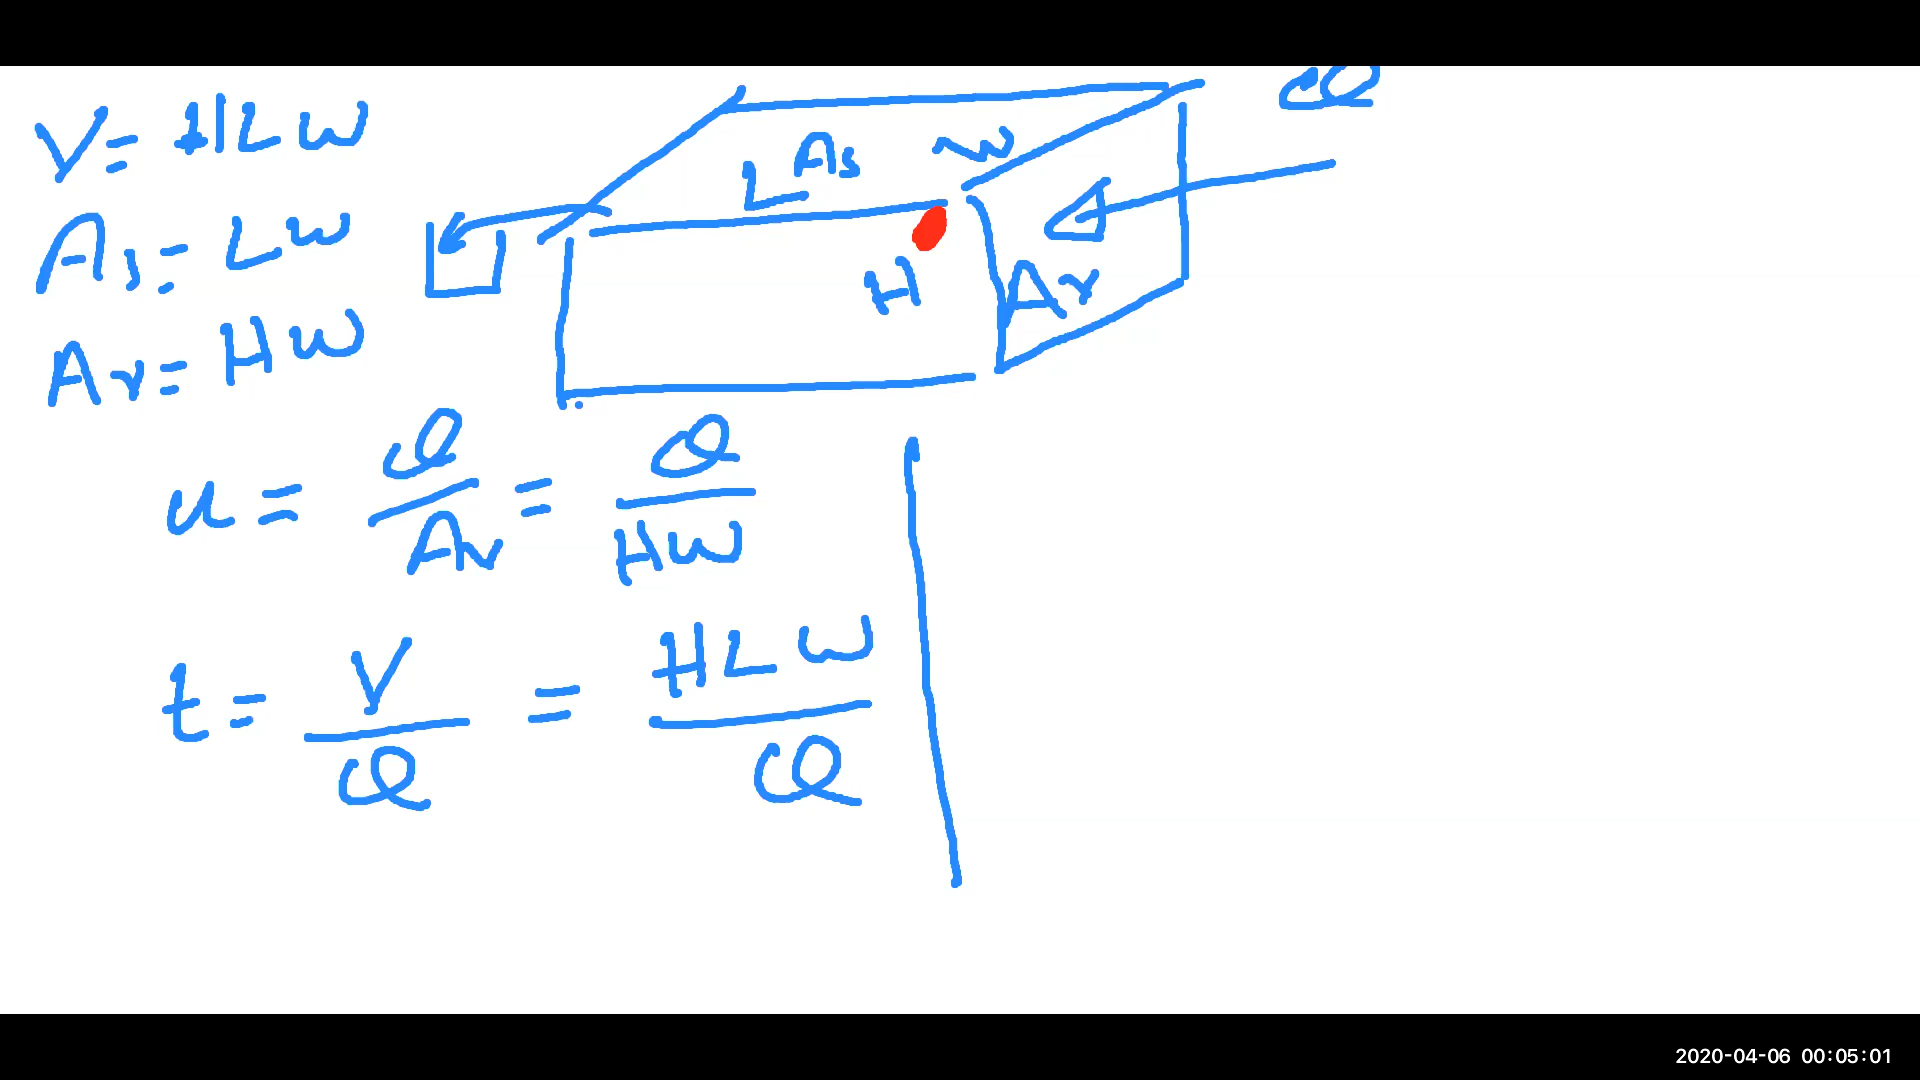 V = HLW
As = LW
Ar = HW
Q
L
As
W
H
Ar
u = Q/Ar = Q/HW
t = V/Q = HLW/Q
2020-04-06 00:05:01